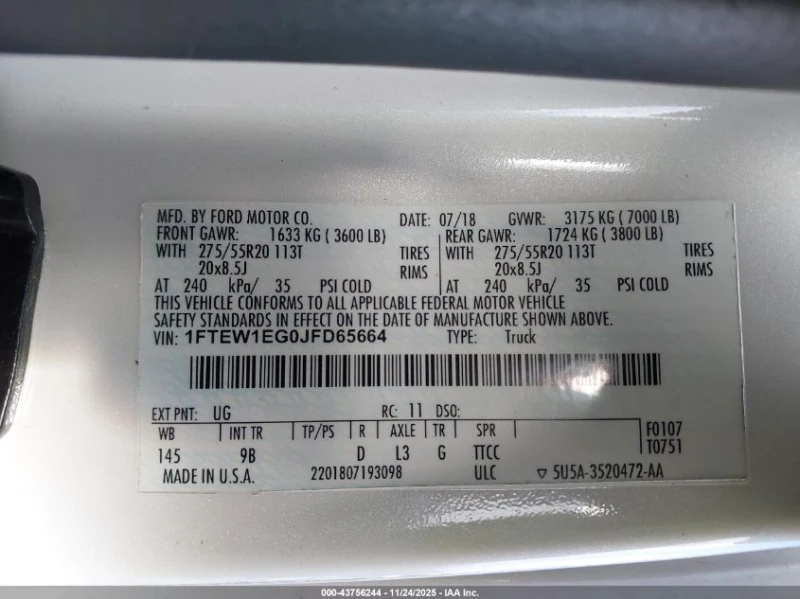 MFD. BY FORD MOTOR CO. DATE: 07/18 GVWR: 3175 KG ( 7000 LB)
FRONT GAWR: 1633 KG ( 3600 LB) REAR GAWR: 1724 KG ( 3800 LB)
WITH 275/55R20 113T TIRES WITH 275/55R20 113T TIRES
20x8.5J RIMS 20x8.5J RIMS
AT 240 kPa/ 35 PSI COLD AT 240 kPa/ 35 PSI COLD
THIS VEHICLE CONFORMS TO ALL APPLICABLE FEDERAL MOTOR VEHICLE
SAFETY STANDARDS IN EFFECT ON THE DATE OF MANUFACTURE SHOWN ABOVE.
VIN: 1FTEW1EG0JFD65664 TYPE: Truck
EXT PNT: UG RC: 11 DSO:
WB INT TR TP/PS R AXLE TR SPR F0107
145 9B D L3 G TTCC T0751
MADE IN U.S.A. 2201807193098 ULC ▽ 5U5A-3520472-AA
000-43756244 - 11/24/2025 - IAA Inc.